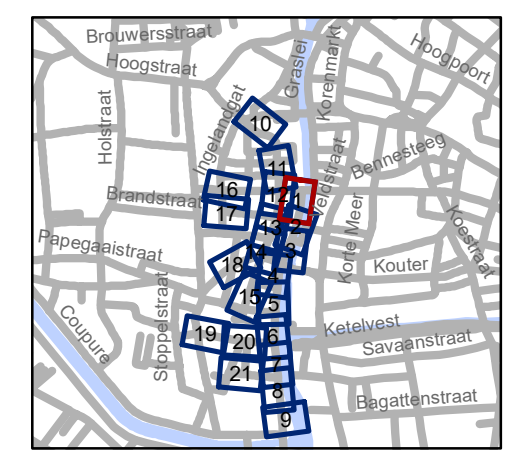 Brouwersstraat
Hoogstraat
Graslei
Korenmarkt
Hoogpoort
Holstraat
Ingelandgat
10
Bennesteeg
Veldstraat
11
16
12
1
Brandstraat
17
13
2
Korte Meer
Koestraat
Papegaaistraat
14
3
18
4
Kouter
15
5
Coupure
Stoppelstraat
19
20
6
Ketelvest
Savaanstraat
21
7
8
Bagattenstraat
9